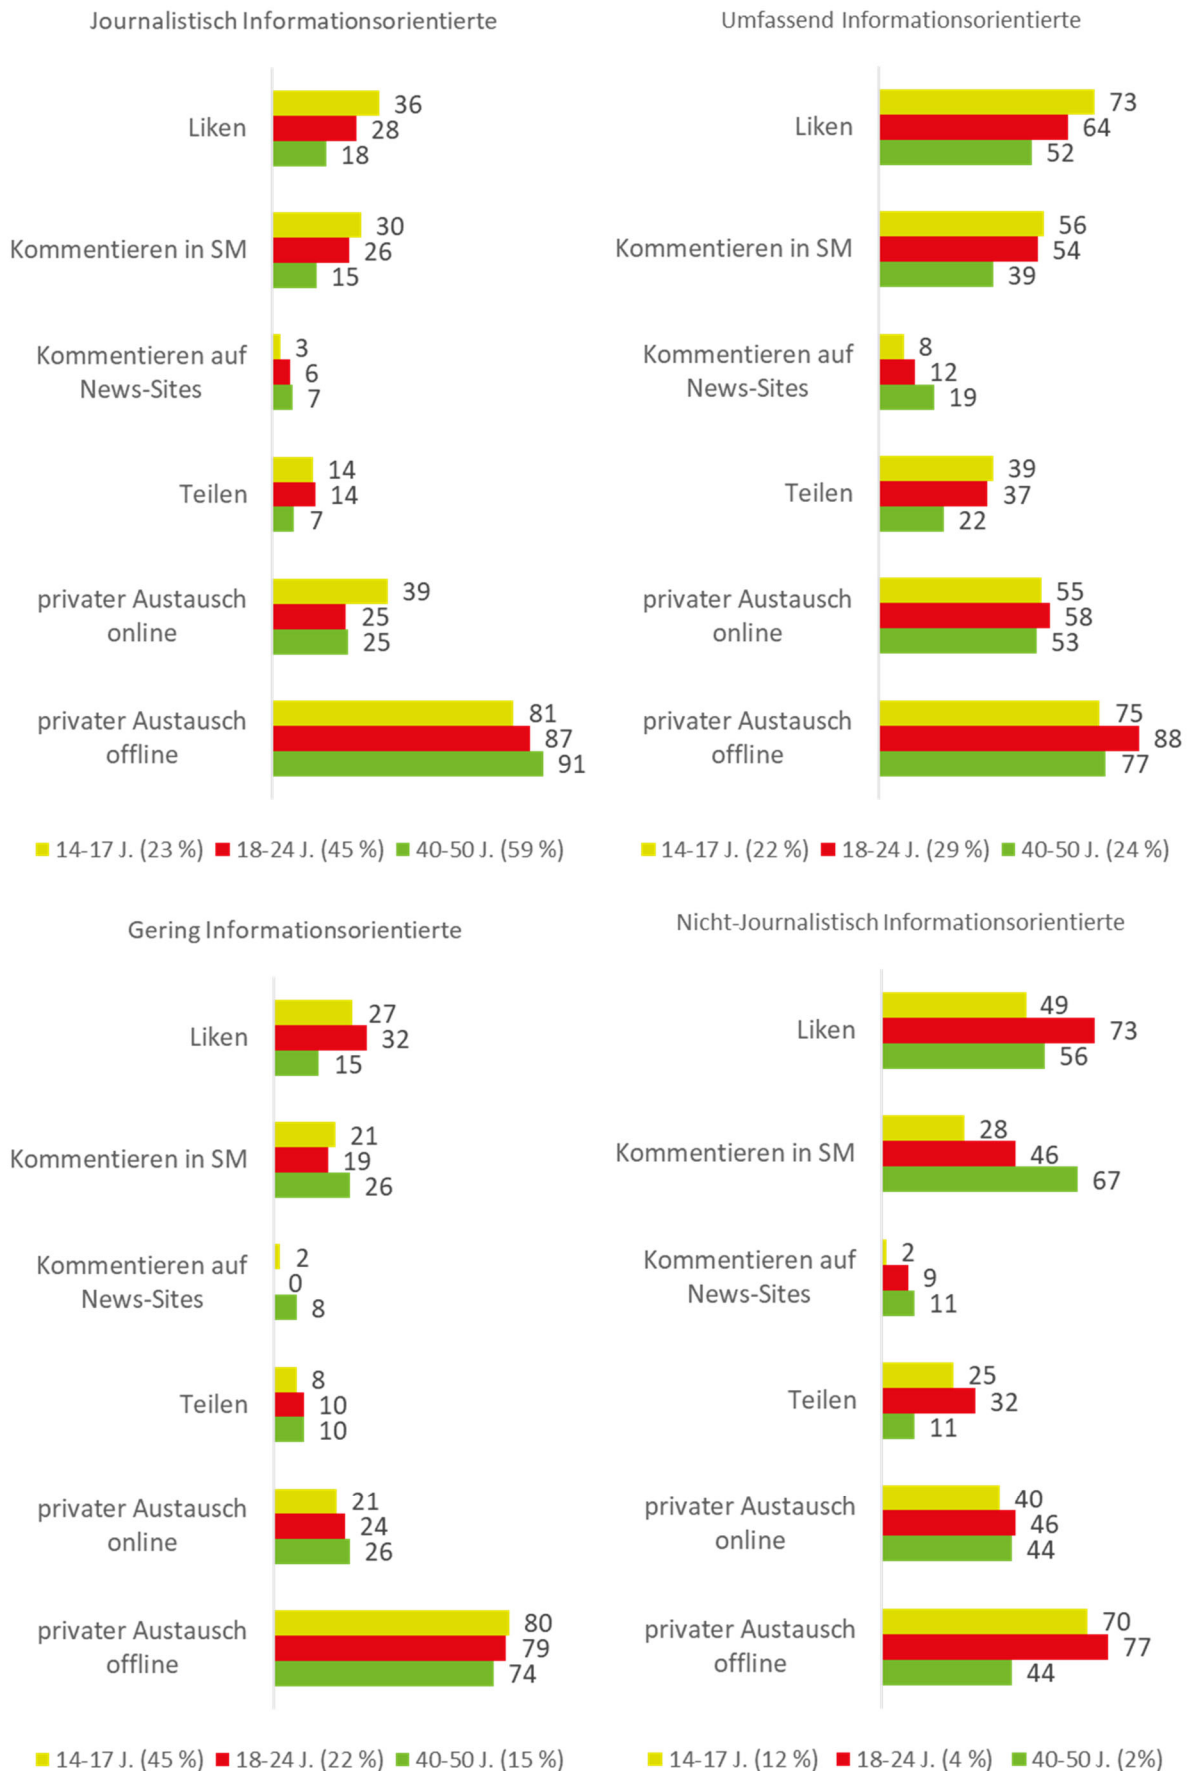 Journalistisch Informationsorientierte
Liken
36
28
18
Kommentieren in SM
30
26
15
Kommentieren auf
News-Sites
3
6
7
Teilen
14
14
7
privater Austausch
online
39
25
25
privater Austausch
offline
81
87
91
14-17 J. (23 %) 18-24 J. (45 %) 40-50 J. (59 %)
Umfassend Informationsorientierte
Liken
73
64
52
Kommentieren in SM
56
54
39
Kommentieren auf
News-Sites
8
12
19
Teilen
39
37
22
privater Austausch
online
55
58
53
privater Austausch
offline
75
88
77
14-17 J. (22 %) 18-24 J. (29 %) 40-50 J. (24 %)
Gering Informationsorientierte
Liken
27
32
15
Kommentieren in SM
21
19
26
Kommentieren auf
News-Sites
2
0
8
Teilen
8
10
10
privater Austausch
online
21
24
26
privater Austausch
offline
80
79
74
14-17 J. (45 %) 18-24 J. (22 %) 40-50 J. (15 %)
Nicht-Journalistisch Informationsorientierte
Liken
49
73
56
Kommentieren in SM
28
46
67
Kommentieren auf
News-Sites
2
9
11
Teilen
25
32
11
privater Austausch
online
40
46
44
privater Austausch
offline
70
77
44
14-17 J. (12 %) 18-24 J. (4 %) 40-50 J. (2%)